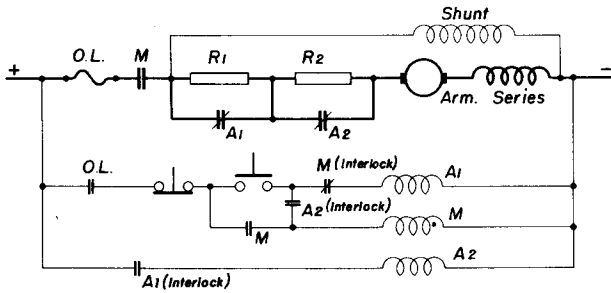 Shunt
+ O.L. M R1 R2 −
A1 A2 Arm. Series
O.L. M (Interlock) A1
A2 (Interlock) M
M A2
A1 (Interlock)